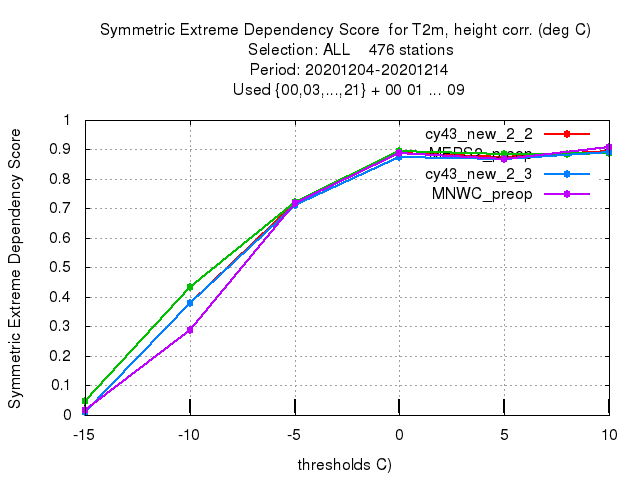 Symmetric Extreme Dependency Score for T2m, height corr. (deg C)
Selection: ALL 476 stations
Period: 20201204-20201214
Used {00,03,...,21} + 00 01 ... 09
Symmetric Extreme Dependency Score
1
0.9
0.8
0.7
0.6
0.5
0.4
0.3
0.2
0.1
0
cy43_new_2_2
cy43_new_2_3
MNWC_preop
-15
-10
-5
0
5
10
thresholds C)